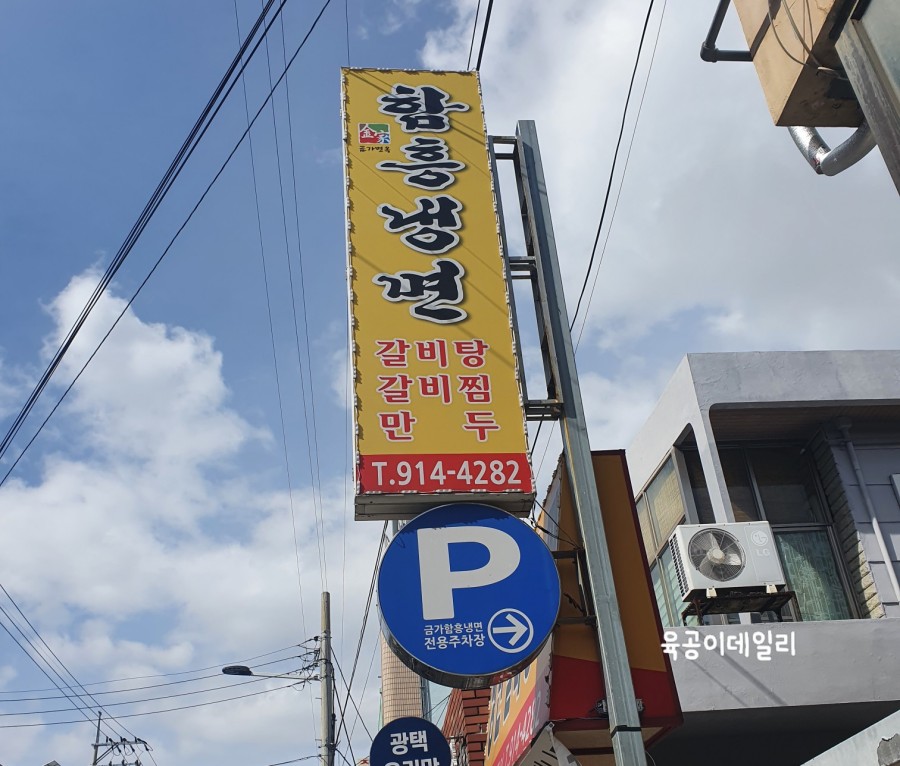 함흥냉면
갈비탕
갈비찜
만두
T.914-4282
P
금가함흥냉면
전용주차장
육공이데일리
광택
LG